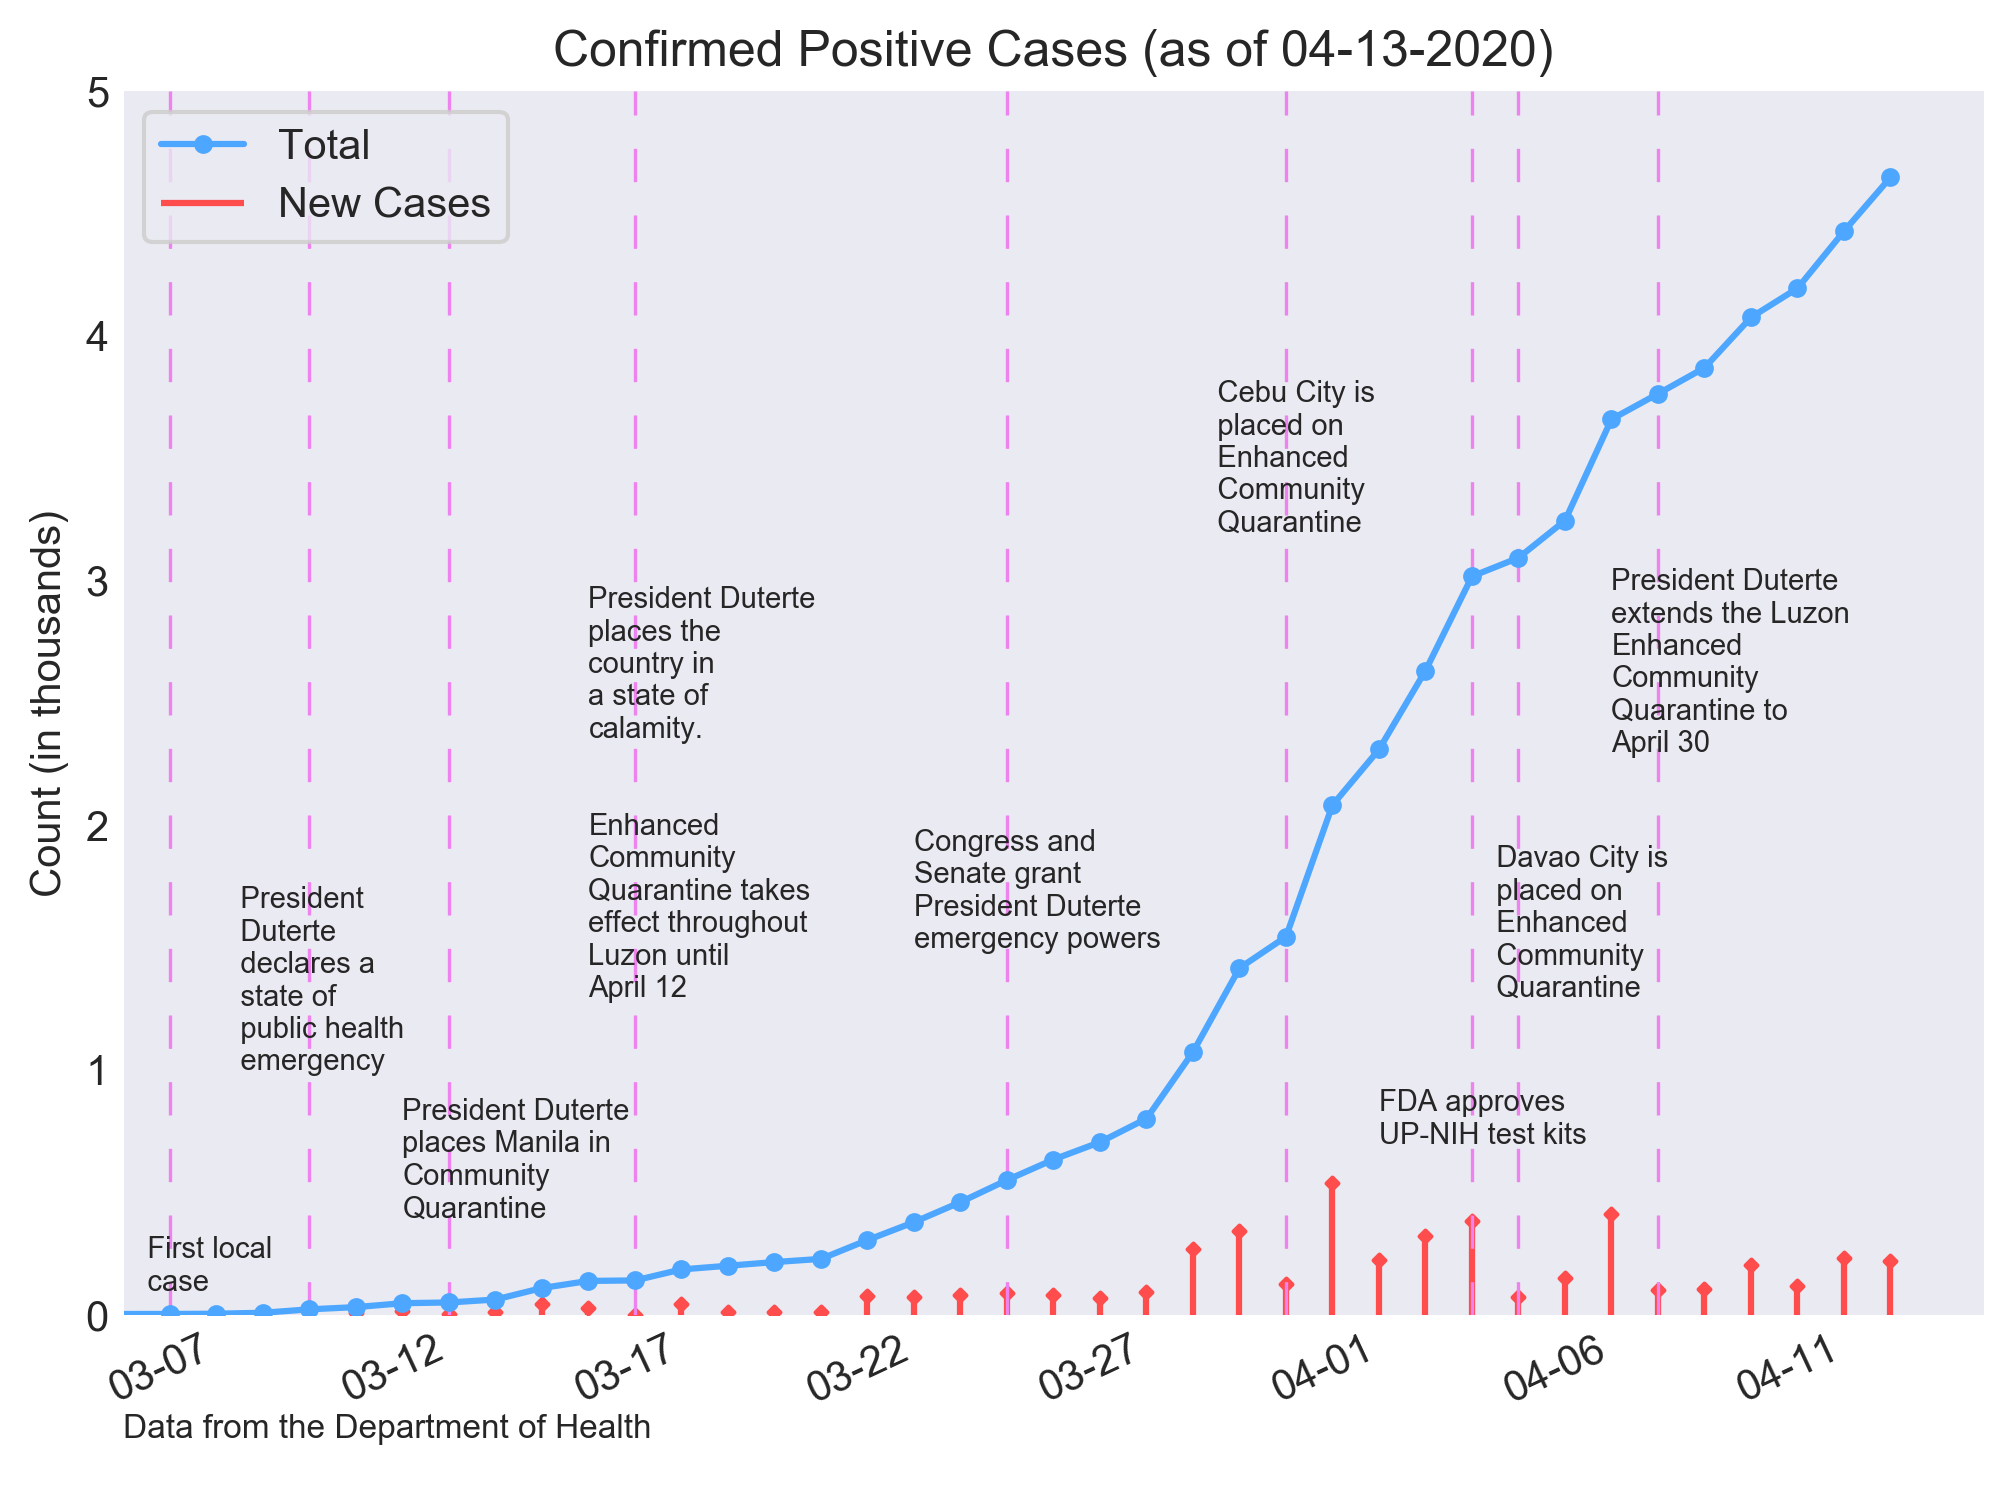 Confirmed Positive Cases (as of 04-13-2020)
Total
New Cases
Count (in thousands)
5
4
3
2
1
0
First local
case
President
Duterte
declares a
state of
public health
emergency
President Duterte
places Manila in
Community
Quarantine
President Duterte
places the
country in
a state of
calamity.
Enhanced
Community
Quarantine takes
effect throughout
Luzon until
April 12
Congress and
Senate grant
President Duterte
emergency powers
Cebu City is
placed on
Enhanced
Community
Quarantine
FDA approves
UP-NIH test kits
Davao City is
placed on
Enhanced
Community
Quarantine
President Duterte
extends the Luzon
Enhanced
Community
Quarantine to
April 30
03-07
03-12
03-17
03-22
03-27
04-01
04-06
04-11
Data from the Department of Health